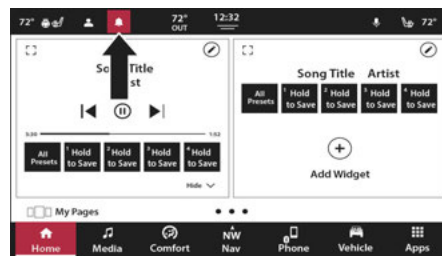 72° 72° OUT 12:32 72°
Song Title Artist
All Presets
1 Hold to Save
2 Hold to Save
3 Hold to Save
4 Hold to Save
Hide
Song Title Artist
All Presets
1 Hold to Save
2 Hold to Save
3 Hold to Save
4 Hold to Save
Add Widget
My Pages
Home Media Comfort NW Nav Phone Vehicle Apps